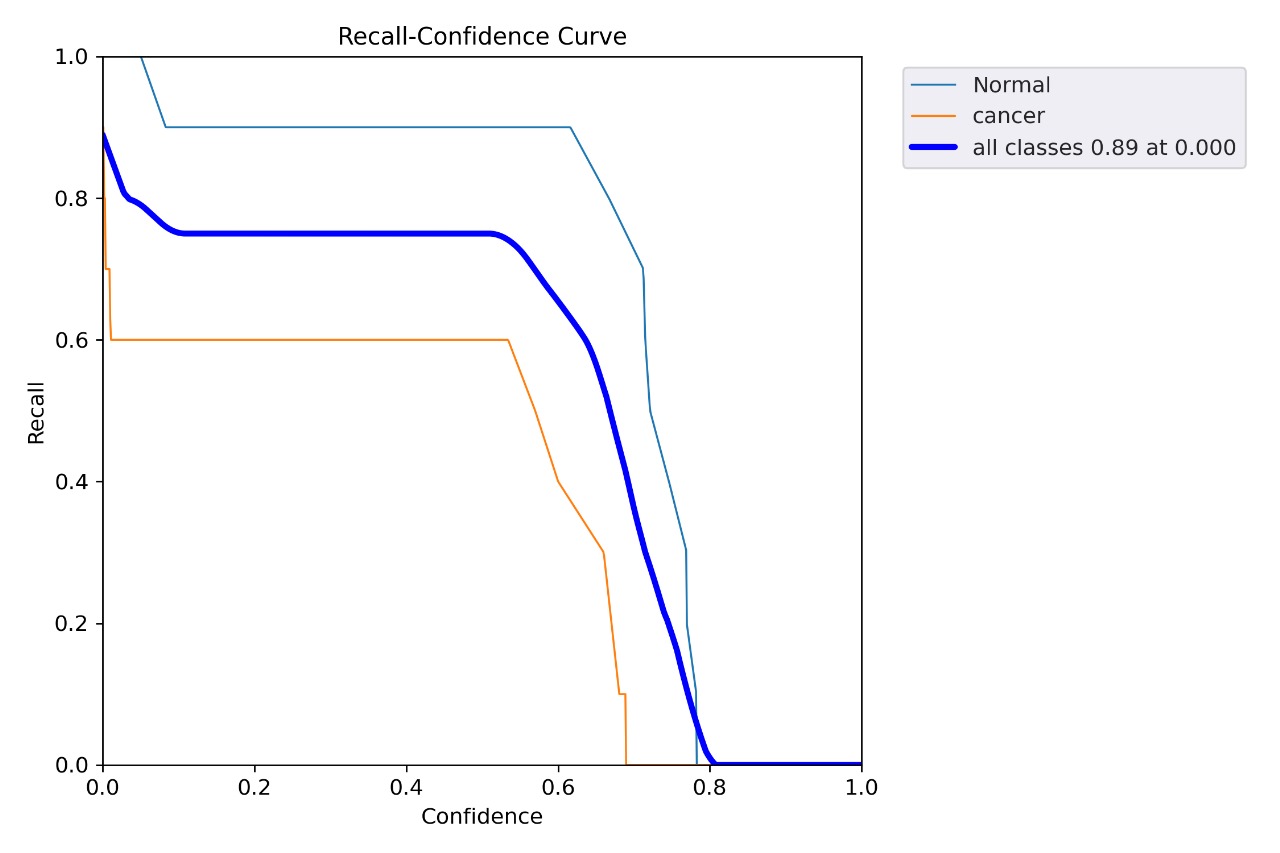 Recall-Confidence Curve
1.0
0.8
0.6
0.4
0.2
0.0
Recall
0.0 0.2 0.4 0.6 0.8 1.0
Confidence
Normal
cancer
all classes 0.89 at 0.000